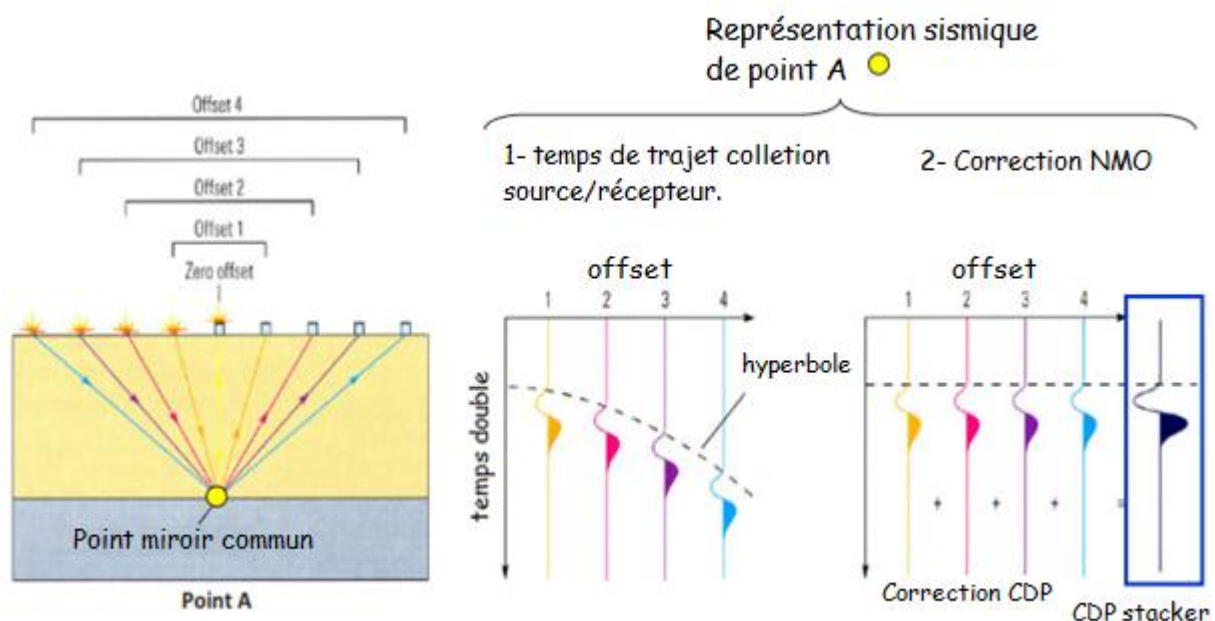 Représentation sismique
de point A
Offset 4
Offset 3
Offset 2
Offset 1
Zero offset
Point miroir commun
Point A
1- temps de trajet colletion
source/récepteur.
2- Correction NMO
offset
1 2 3 4
temps double
hyperbole
offset
1 2 3 4
+ + + =
Correction CDP
CDP stacker